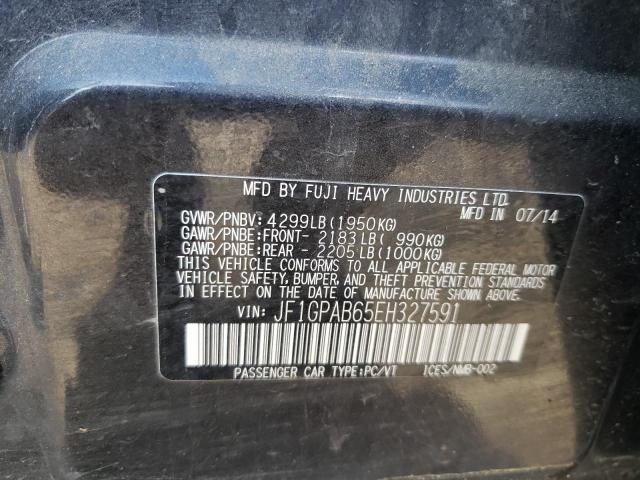 MFD BY FUJI HEAVY INDUSTRIES LTD.
MFD IN 07/14
GVWR/PNBV: 4299LB(1950KG)
GAWR/PNBE:FRONT- 2183LB( 990KG)
GAWR/PNBE:REAR - 2205LB(1000KG)
THIS VEHICLE CONFORMS TO ALL APPLICABLE FEDERAL MOTOR
VEHICLE SAFETY, BUMPER, AND THEFT PREVENTION STANDARDS
IN EFFECT ON THE DATE OF MANUFACTURE SHOWN ABOVE.
VIN: JF1GPAB65EH327591
PASSENGER CAR TYPE:PC/VT ICES/NMB-002